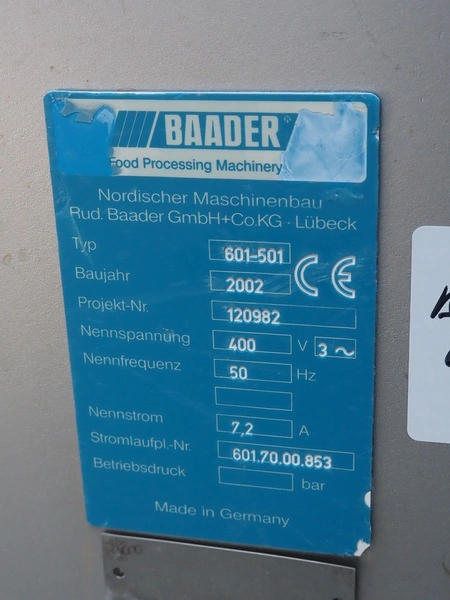 BAADER®
Food Processing Machinery
Nordischer Maschinenbau
Rud. Baader GmbH+Co.KG · Lübeck
Typ 601-501 CE
Baujahr 2002
Projekt-Nr. 120982
Nennspannung 400 V 3 ~
Nennfrequenz 50 Hz
Nennstrom 7,2 A
Stromlaufpl.-Nr. 601.70.00.853
Betriebsdruck bar
Made in Germany